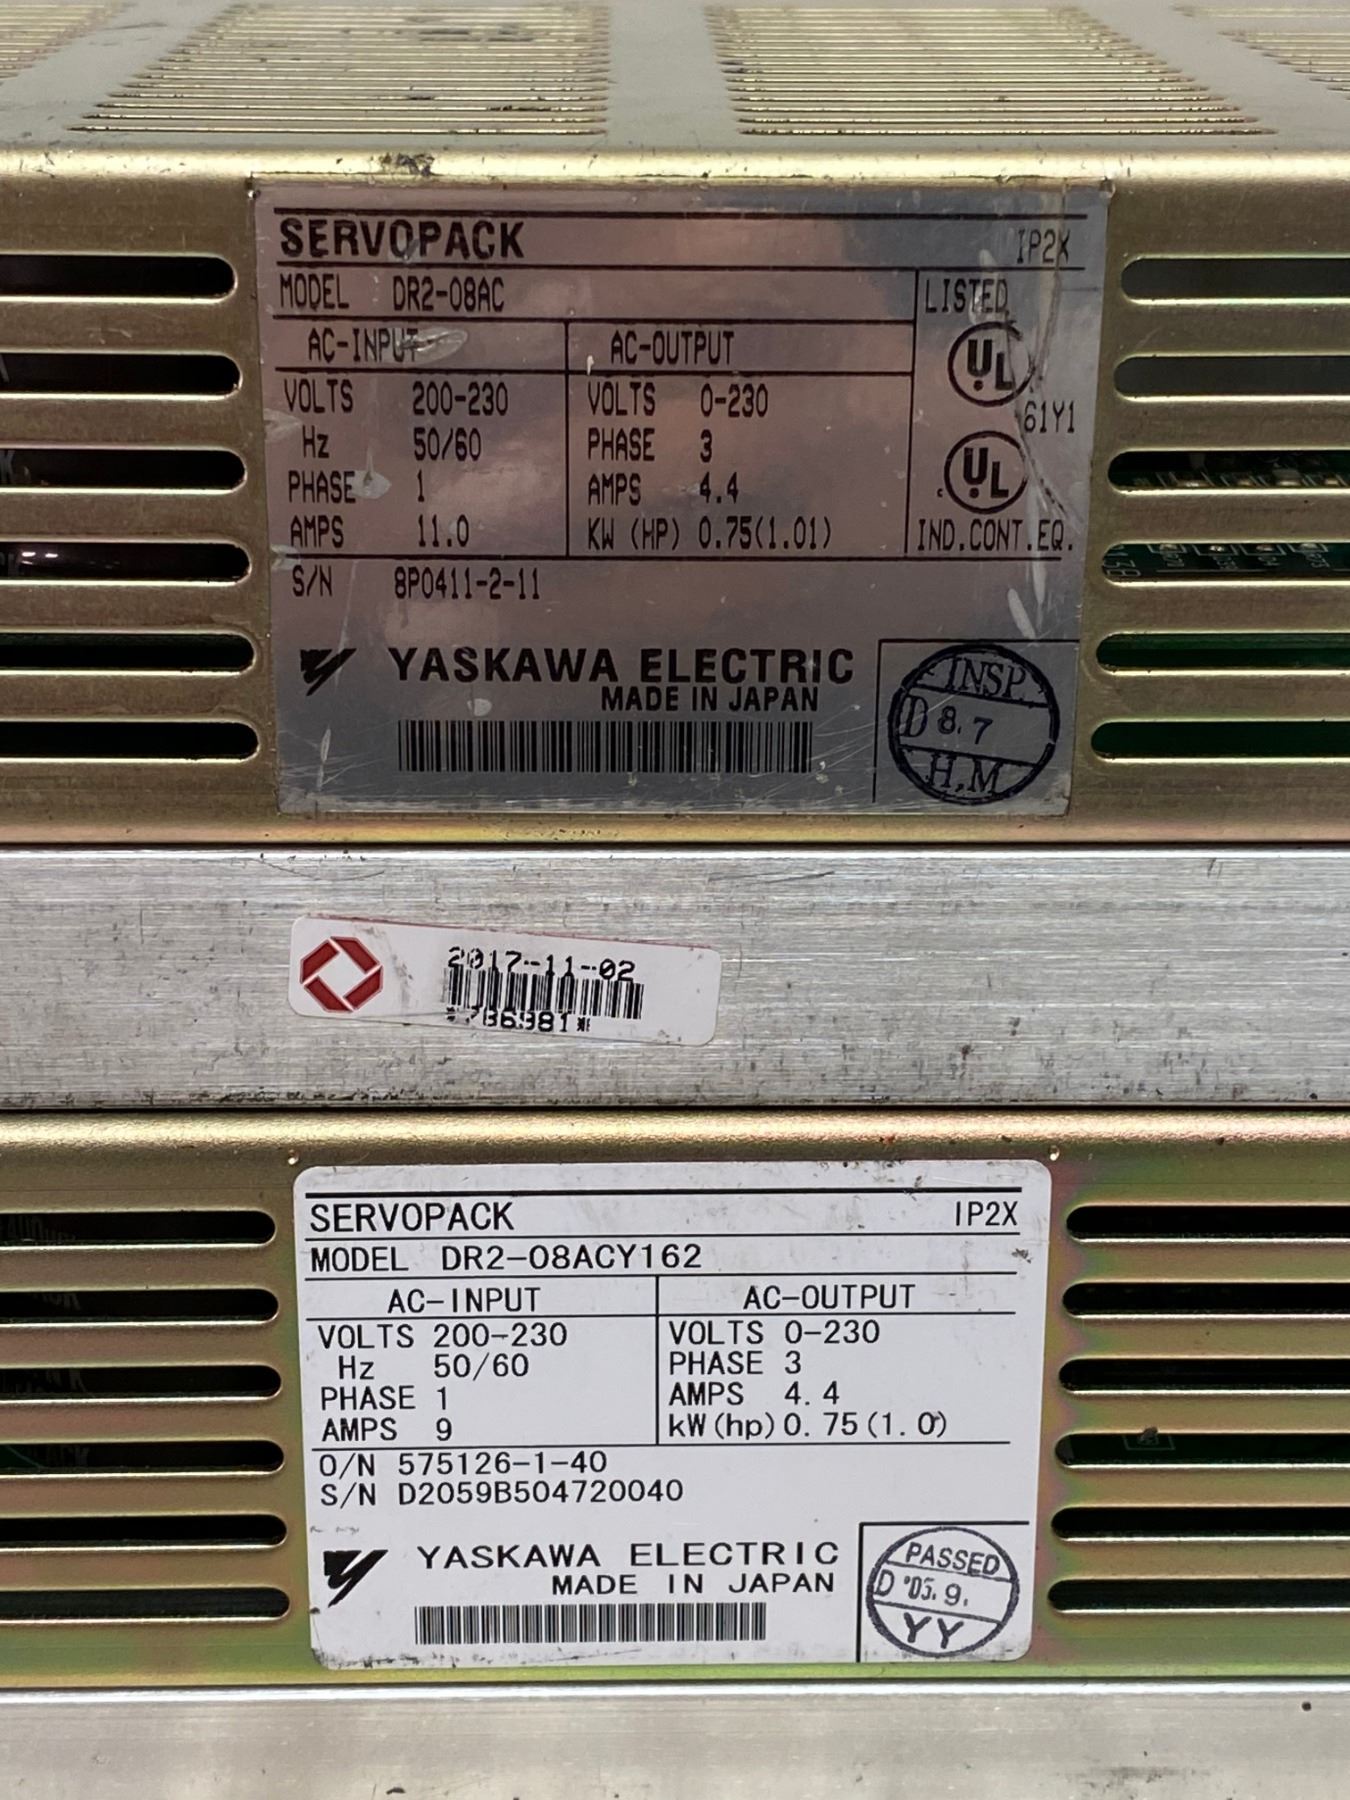 SERVOPACK IP2X
MODEL DR2-08AC LISTED
AC-INPUT AC-OUTPUT
UL
VOLTS 200-230 VOLTS 0-230
61Y1
Hz 50/60 PHASE 3
PHASE 1 AMPS 4.4
c UL
AMPS 11.0 KW (HP) 0.75(1.01) IND.CONT.EQ.
S/N 8P0411-2-11
YASKAWA ELECTRIC
MADE IN JAPAN
INSP.
D 8.7
H.M
2017-11-02
SERVOPACK IP2X
MODEL DR2-08ACY162
AC-INPUT AC-OUTPUT
VOLTS 200-230 VOLTS 0-230
Hz 50/60 PHASE 3
PHASE 1 AMPS 4.4
AMPS 9 kW(hp)0.75(1.0)
O/N 575126-1-40
S/N D2059B504720040
YASKAWA ELECTRIC
MADE IN JAPAN
PASSED
D '05.9.
YY